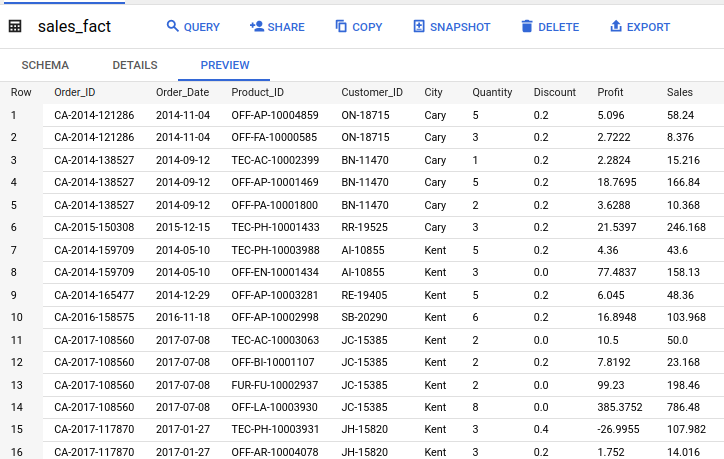 sales_fact QUERY SHARE COPY SNAPSHOT DELETE EXPORT
SCHEMA DETAILS PREVIEW
Row Order_ID Order_Date Product_ID Customer_ID City Quantity Discount Profit Sales
1 CA-2014-121286 2014-11-04 OFF-AP-10004859 ON-18715 Cary 5 0.2 5.096 58.24
2 CA-2014-121286 2014-11-04 OFF-FA-10000585 ON-18715 Cary 3 0.2 2.7222 8.376
3 CA-2014-138527 2014-09-12 TEC-AC-10002399 BN-11470 Cary 1 0.2 2.2824 15.216
4 CA-2014-138527 2014-09-12 OFF-AP-10001469 BN-11470 Cary 5 0.2 18.7695 166.84
5 CA-2014-138527 2014-09-12 OFF-PA-10001800 BN-11470 Cary 2 0.2 3.6288 10.368
6 CA-2015-150308 2015-12-15 TEC-PH-10001433 RR-19525 Cary 3 0.2 21.5397 246.168
7 CA-2014-159709 2014-05-10 TEC-PH-10003988 AI-10855 Kent 5 0.2 4.36 43.6
8 CA-2014-159709 2014-05-10 OFF-EN-10001434 AI-10855 Kent 3 0.0 77.4837 158.13
9 CA-2014-165477 2014-12-29 OFF-AP-10003281 RE-19405 Kent 5 0.2 6.045 48.36
10 CA-2016-158575 2016-11-18 OFF-AP-10002998 SB-20290 Kent 6 0.2 16.8948 103.968
11 CA-2017-108560 2017-07-08 TEC-AC-10003063 JC-15385 Kent 2 0.0 10.5 50.0
12 CA-2017-108560 2017-07-08 OFF-BI-10001107 JC-15385 Kent 2 0.2 7.8192 23.168
13 CA-2017-108560 2017-07-08 FUR-FU-10002937 JC-15385 Kent 2 0.0 99.23 198.46
14 CA-2017-108560 2017-07-08 OFF-LA-10003930 JC-15385 Kent 8 0.0 385.3752 786.48
15 CA-2017-117870 2017-01-27 TEC-PH-10003931 JH-15820 Kent 3 0.4 -26.9955 107.982
16 CA-2017-117870 2017-01-27 OFF-AR-10004078 JH-15820 Kent 3 0.2 1.752 14.016